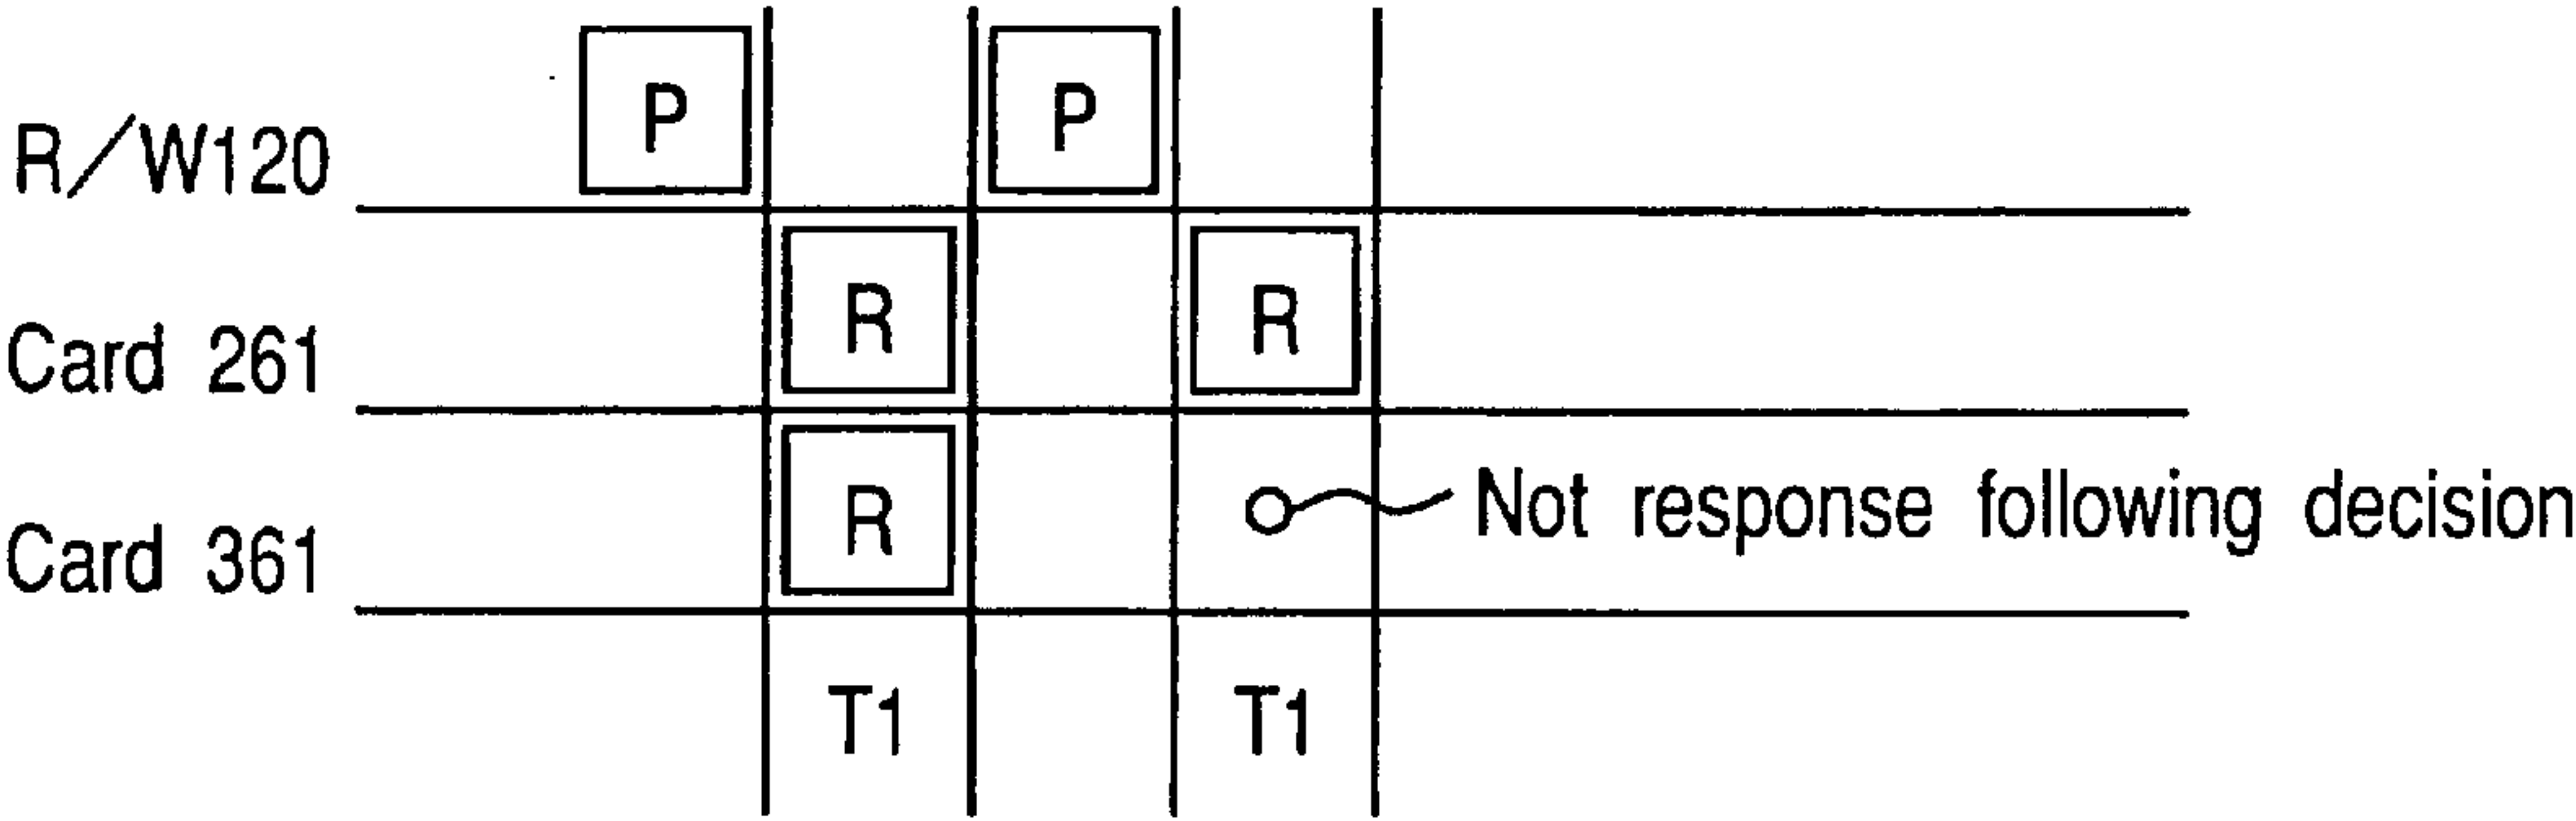 P P
R/W120
R R
Card 261
R Not response following decision
Card 361
T1 T1